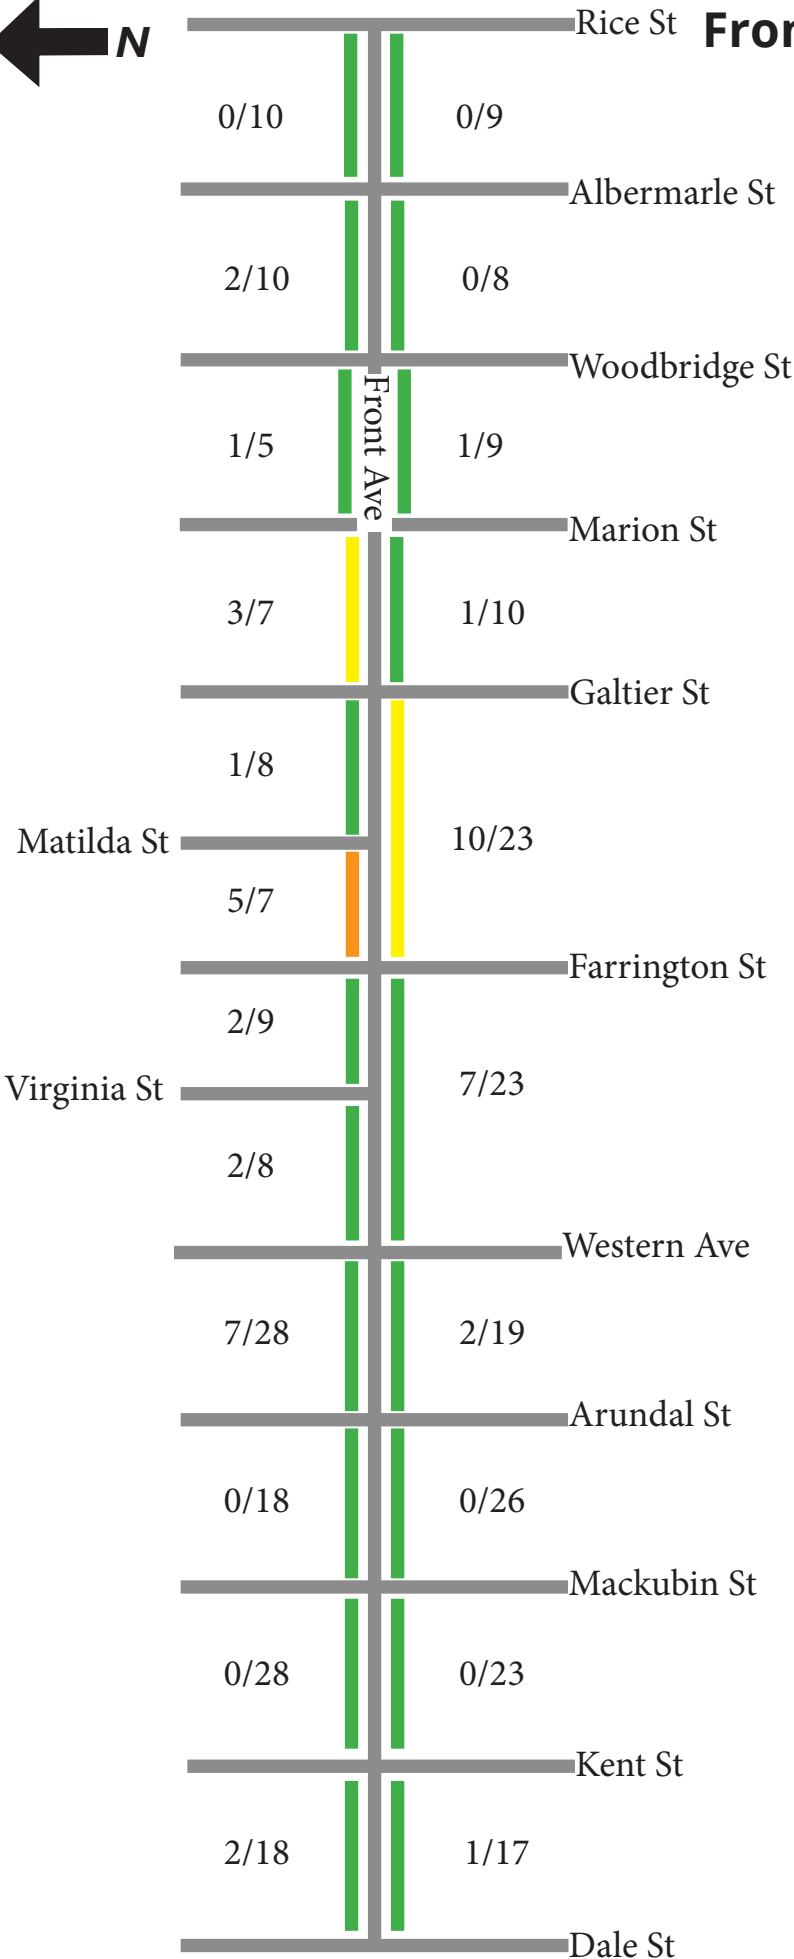 N
Rice St
Fron
0/10
0/9
Albermarle St
2/10
0/8
Woodbridge St
Front Ave
1/5
1/9
Marion St
3/7
1/10
Galtier St
1/8
Matilda St
10/23
5/7
Farrington St
2/9
Virginia St
7/23
2/8
Western Ave
7/28
2/19
Arundal St
0/18
0/26
Mackubin St
0/28
0/23
Kent St
2/18
1/17
Dale St